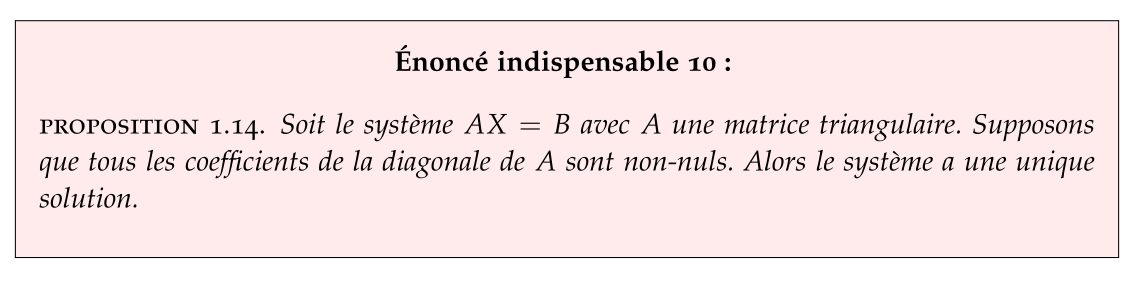 Énoncé indispensable 10 :
PROPOSITION 1.14. Soit le système AX = B avec A une matrice triangulaire. Supposons
que tous les coefficients de la diagonale de A sont non-nuls. Alors le système a une unique
solution.